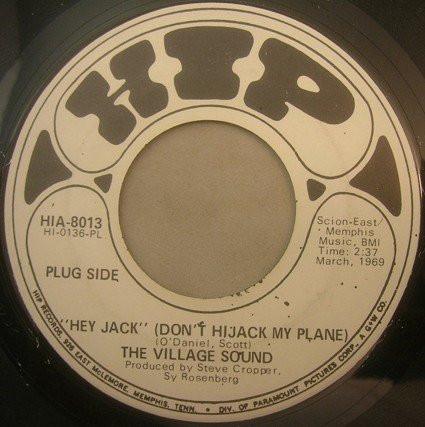 HIP
HIA-8013
HI-0136-PL
PLUG SIDE
Scion-East/
Memphis
Music, BMI
Time: 2:37
March, 1969
"HEY JACK" (DON'T HIJACK MY PLANE)
(O'Daniel, Scott)
THE VILLAGE SOUND
Produced by Steve Cropper,
Sy Rosenberg
HIP RECORDS, 926 EAST McLEMORE, MEMPHIS, TENN. • DIV. OF PARAMOUNT PICTURES CORP. A G+W CO.